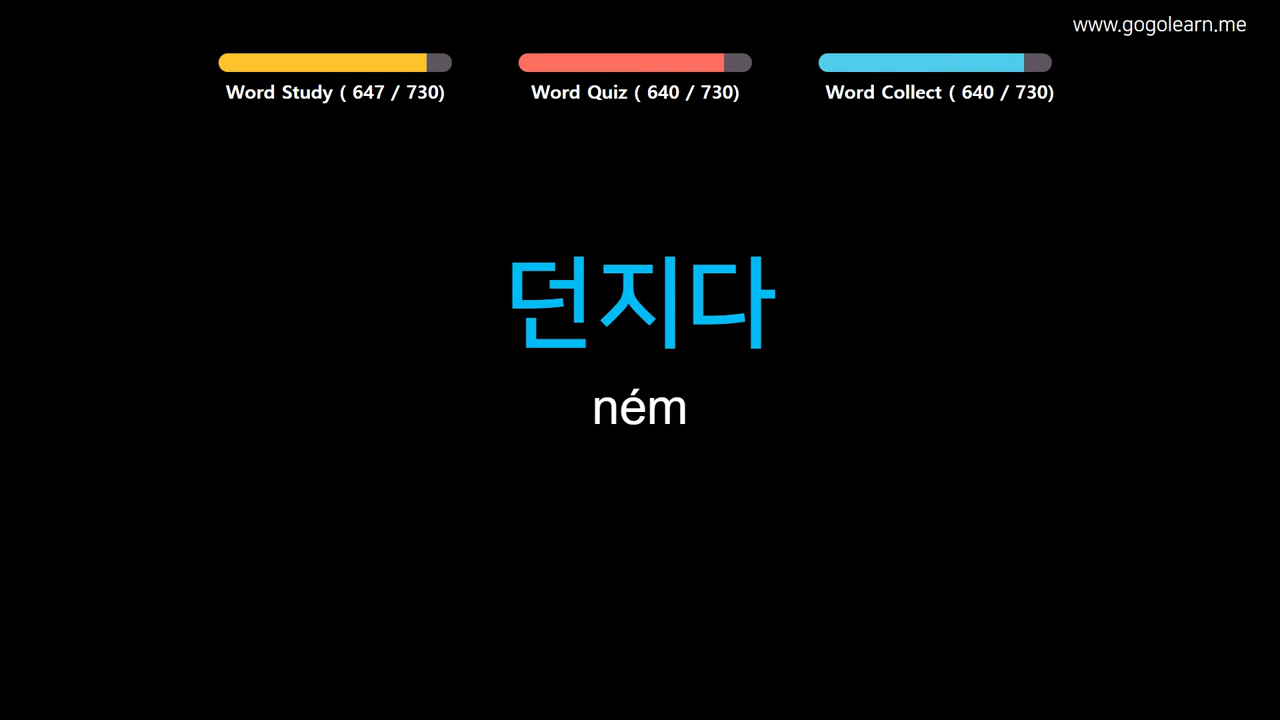 www.gogolearn.me
Word Study ( 647 / 730)
Word Quiz ( 640 / 730)
Word Collect ( 640 / 730)
던지다
ném